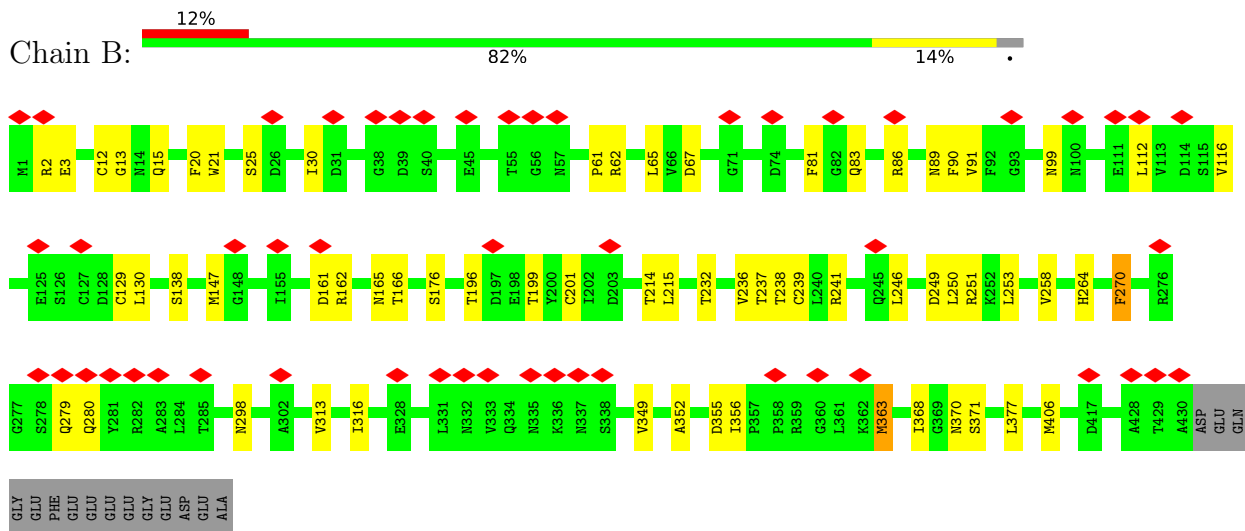 12%
Chain B:
82% 14% •
M1 R2 E3 C12 G13 N14 Q15 F20 W21 S25 D26 I30 D31 G38 D39 S40 E45 T55 G56 N57 P61 R62 L65 V66 D67 G71 D74 F81 G82 Q83 R86 N89 F90 V91 F92 G93 N99 N100 E111 L112 V113 D114 S115 V116
E125 S126 C127 D128 C129 L130 S138 M147 G148 I155 D161 R162 N165 T166 S176 T196 D197 E198 T199 Y200 C201 I202 D203 T214 L215 T232 V236 T237 T238 C239 L240 R241 Q245 L246 D249 L250 R251 K252 L253 V258 H264 F270 R276
G277 S278 Q279 Q280 Y281 R282 A283 L284 T285 N298 A302 V313 I316 E328 L331 N332 V333 Q334 N335 K336 N337 S338 V349 A352 D355 I356 P357 P358 R359 G360 L361 K362 M363 I368 G369 N370 S371 L377 M406 D417 A428 T429 A430 ASP GLU GLN
GLY GLU PHE GLU GLU GLU GLU GLY GLU ASP GLU ALA